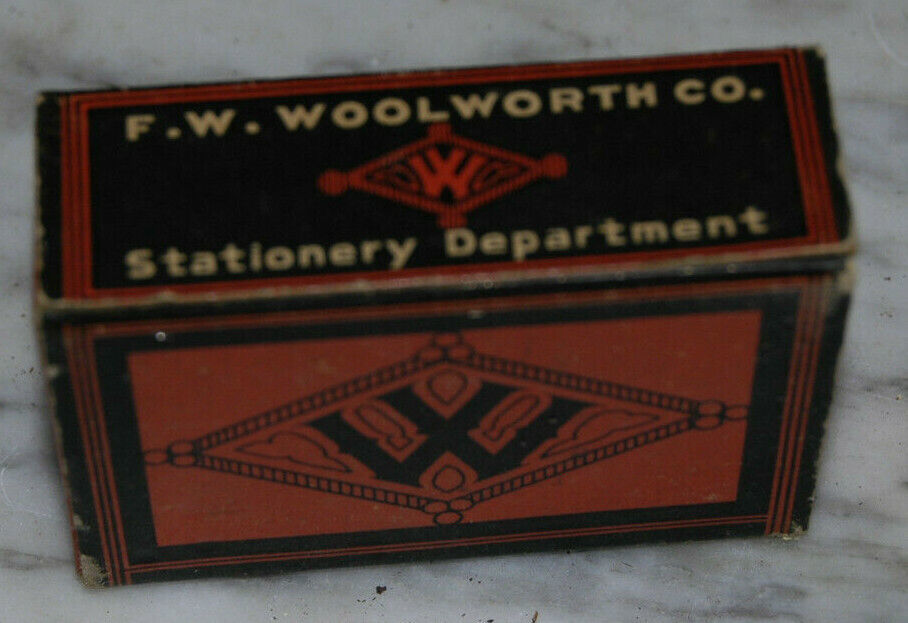 F.W. WOOLWORTH CO.
W
Stationery Department
W